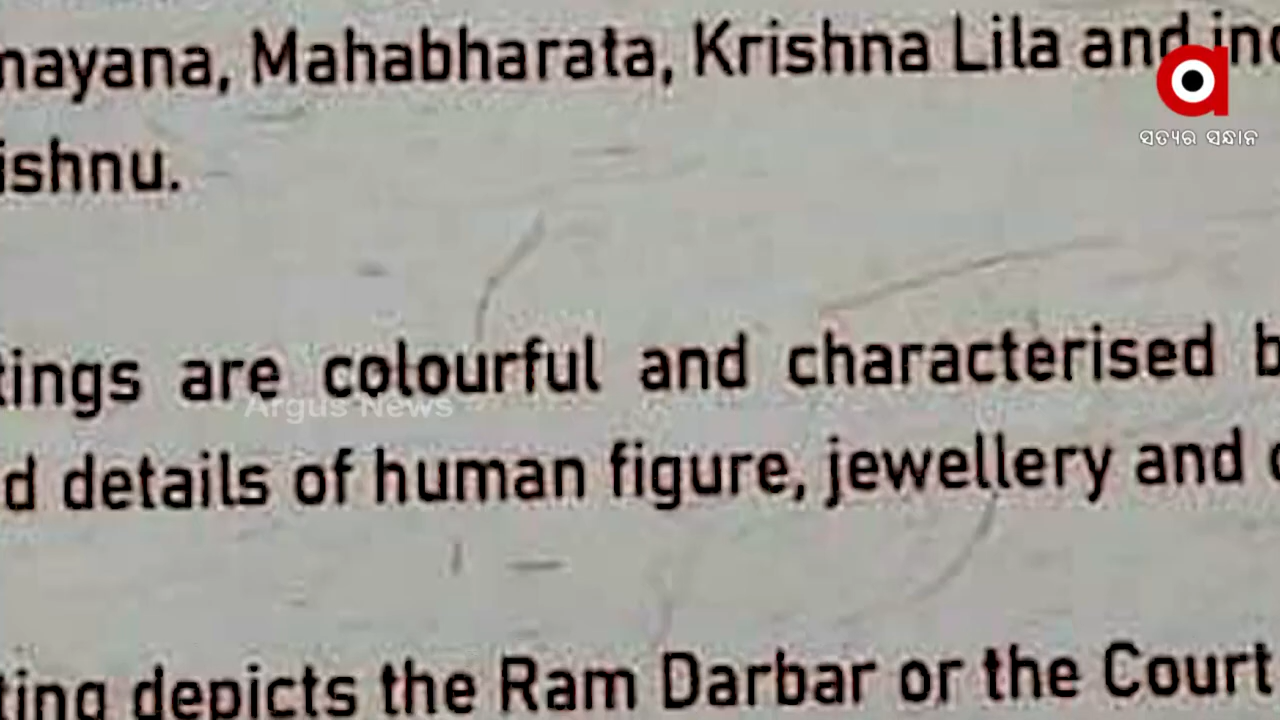 nayana, Mahabharata, Krishna Lila and inc
ସତ୍ୟର ସନ୍ଧାନ
ishnu.
tings are colourful and characterised b
Argus News
d details of human figure, jewellery and
ting depicts the Ram Darbar or the Court